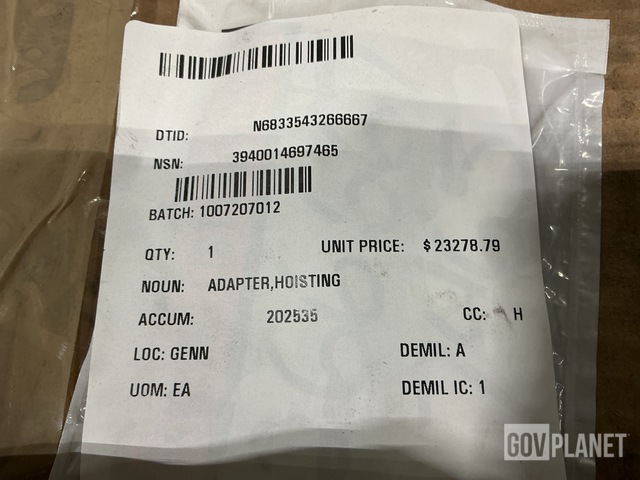 DTID: N6833543266667
NSN: 3940014697465
BATCH: 1007207012
QTY: 1 UNIT PRICE: $ 23278.79
NOUN: ADAPTER,HOISTING
ACCUM: 202535 CC: H
LOC: GENN DEMIL: A
UOM: EA DEMIL IC: 1
GOVPLANET